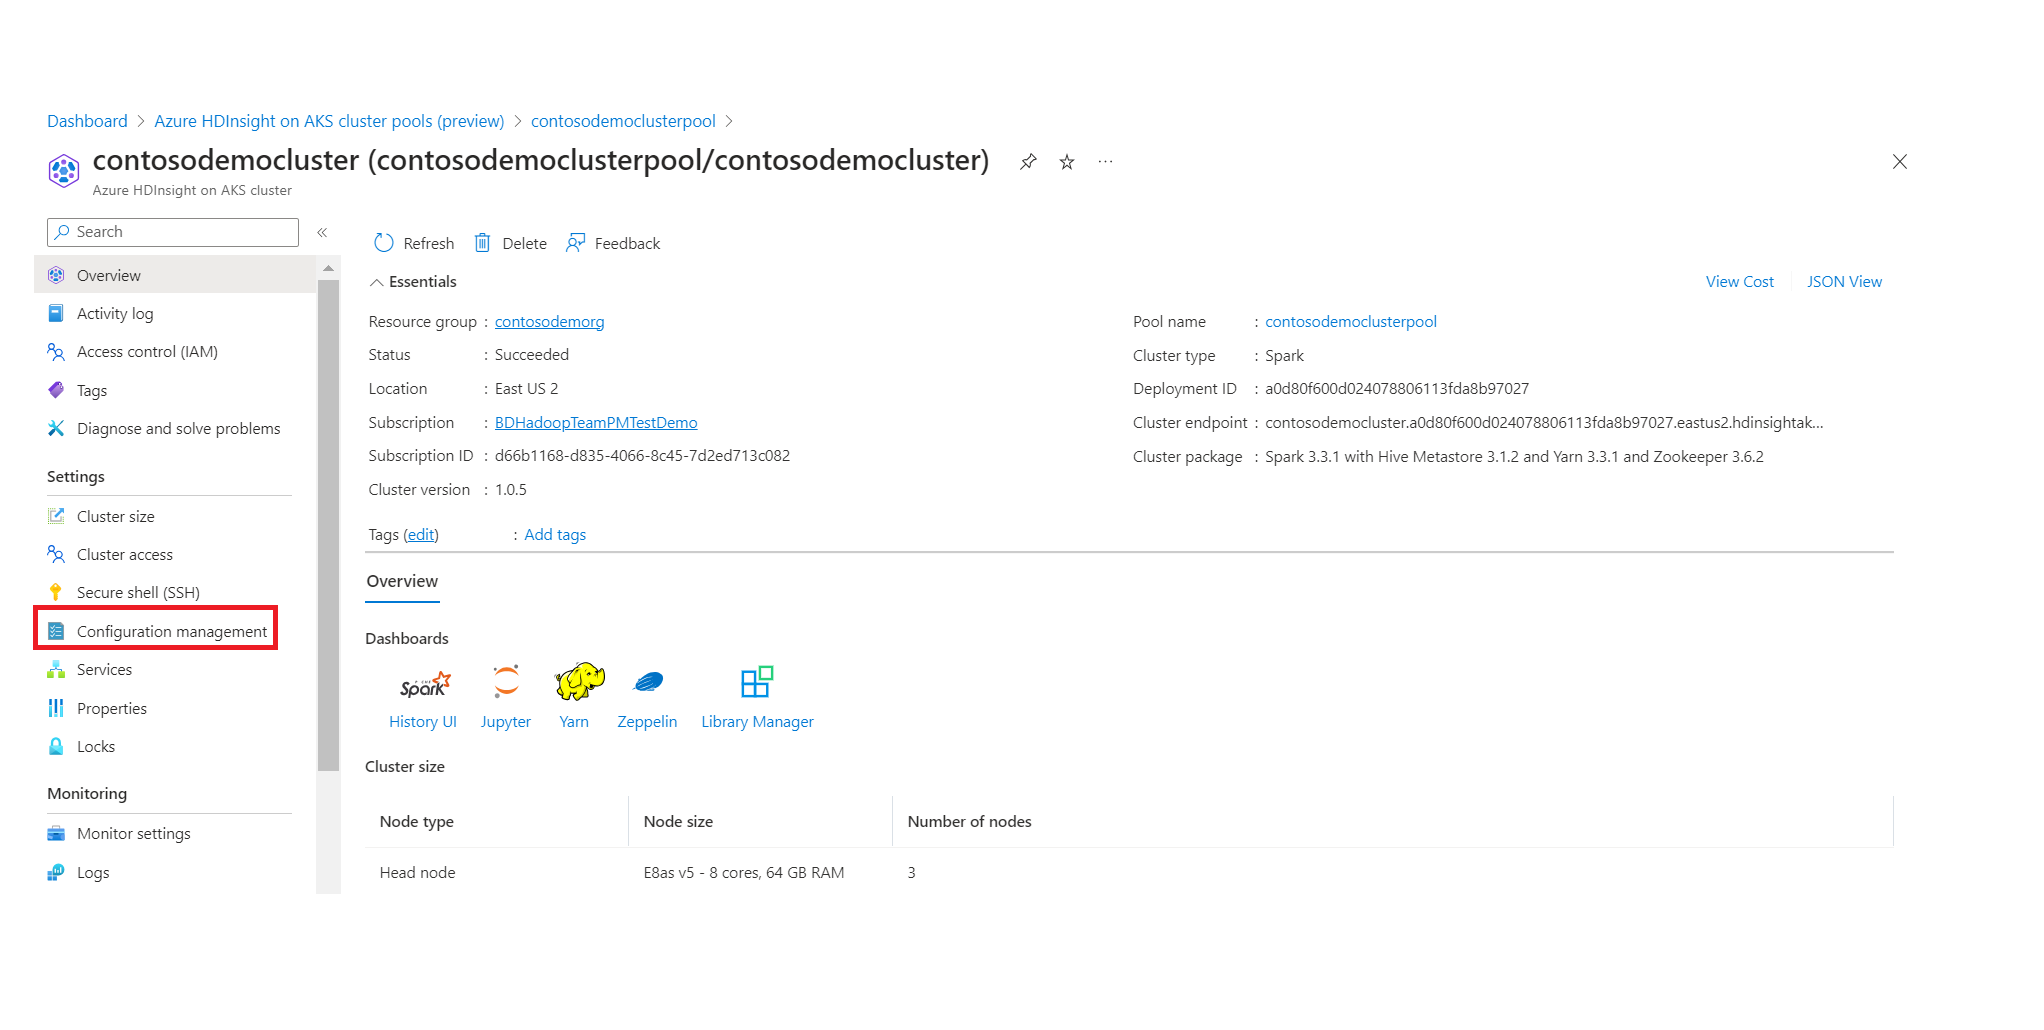 Dashboard > Azure HDInsight on AKS cluster pools (preview) > contosodemoclusterpool >
contosodemocluster (contosodemoclusterpool/contosodemocluster) ...
Azure HDInsight on AKS cluster
Search «
Overview
Activity log
Access control (IAM)
Tags
Diagnose and solve problems
Settings
Cluster size
Cluster access
Secure shell (SSH)
Configuration management
Services
Properties
Locks
Monitoring
Monitor settings
Logs
Refresh Delete Feedback
Essentials
View Cost JSON View
Resource group : contosodemorg
Status : Succeeded
Location : East US 2
Subscription : BDHadoopTeamPMTestDemo
Subscription ID : d66b1168-d835-4066-8c45-7d2ed713c082
Cluster version : 1.0.5
Pool name : contosodemoclusterpool
Cluster type : Spark
Deployment ID : a0d80f600d024078806113fda8b97027
Cluster endpoint : contosodemocluster.a0d80f600d024078806113fda8b97027.eastus2.hdinsightak...
Cluster package : Spark 3.3.1 with Hive Metastore 3.1.2 and Yarn 3.3.1 and Zookeeper 3.6.2
Tags (edit) : Add tags
Overview
Dashboards
Spark
History UI Jupyter Yarn Zeppelin Library Manager
Cluster size
Node type Node size Number of nodes
Head node E8as v5 - 8 cores, 64 GB RAM 3